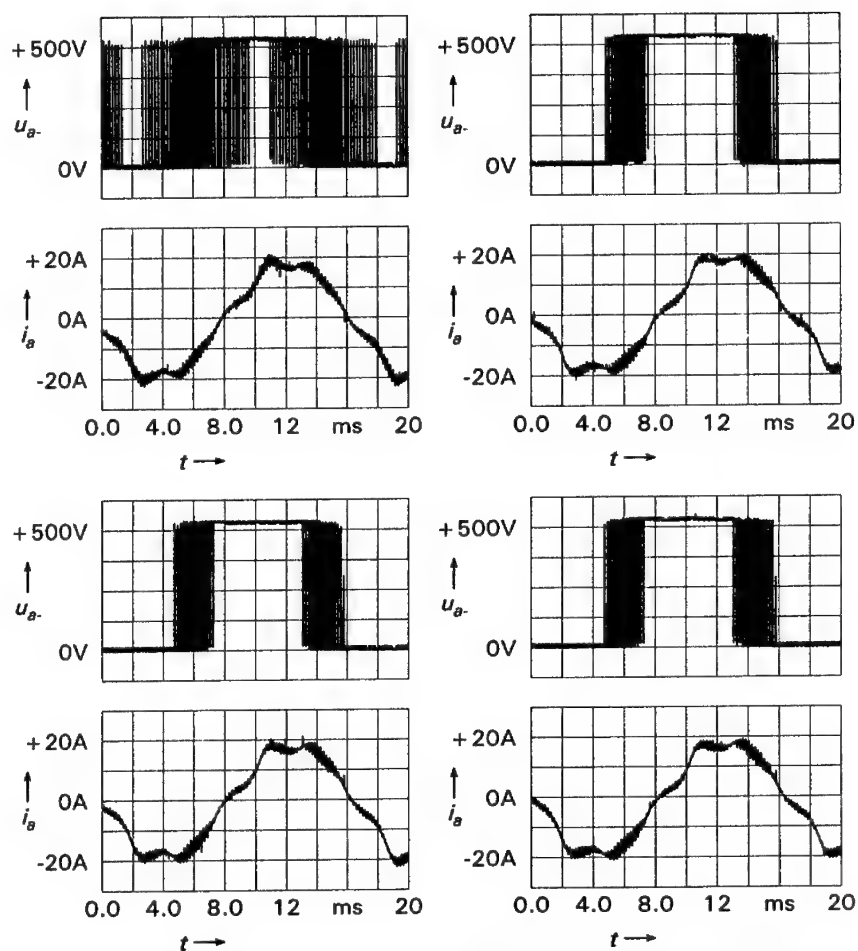 +500V
↑
u_a-
0V
+20A
↑
0A
i_a
-20A
0.0 4.0 8.0 12 ms 20
t →
+500V
↑
u_a-
0V
+20A
↑
0A
i_a
-20A
0.0 4.0 8.0 12 ms 20
t →
+500V
↑
u_a-
0V
+20A
↑
0A
i_a
-20A
0.0 4.0 8.0 12 ms 20
t →
+500V
↑
u_a-
0V
+20A
↑
0A
i_a
-20A
0.0 4.0 8.0 12 ms 20
t →